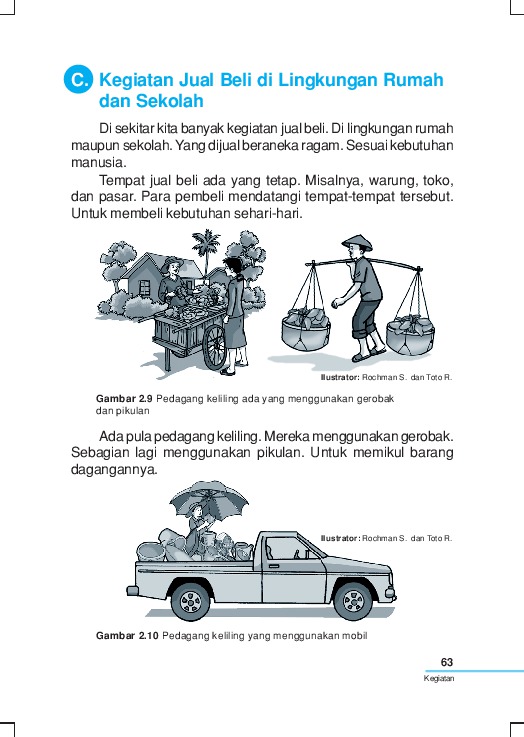 C. Kegiatan Jual Beli di Lingkungan Rumah
dan Sekolah
Di sekitar kita banyak kegiatan jual beli. Di lingkungan rumah
maupun sekolah. Yang dijual beraneka ragam. Sesuai kebutuhan
manusia.
Tempat jual beli ada yang tetap. Misalnya, warung, toko,
dan pasar. Para pembeli mendatangi tempat-tempat tersebut.
Untuk membeli kebutuhan sehari-hari.
Ilustrator: Rochman S. dan Toto R.
Gambar 2.9 Pedagang keliling ada yang menggunakan gerobak
dan pikulan
Ada pula pedagang keliling. Mereka menggunakan gerobak.
Sebagian lagi menggunakan pikulan. Untuk memikul barang
dagangannya.
Ilustrator: Rochman S. dan Toto R.
Gambar 2.10 Pedagang keliling yang menggunakan mobil
63
Kegiatan